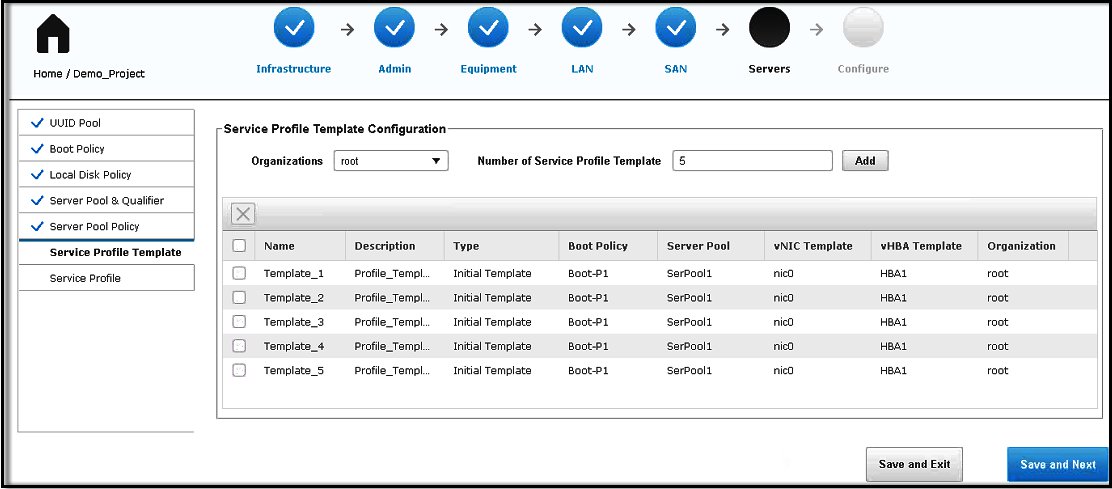 Infrastructure Admin Equipment LAN SAN Servers Configure
Home / Demo_Project
UUID Pool
Boot Policy
Local Disk Policy
Server Pool & Qualifier
Server Pool Policy
Service Profile Template
Service Profile
Service Profile Template Configuration
Organizations root Number of Service Profile Template 5 Add
Name Description Type Boot Policy Server Pool vNIC Template vHBA Template Organization
Template_1 Profile_Templ... Initial Template Boot-P1 SerPool1 nic0 HBA1 root
Template_2 Profile_Templ... Initial Template Boot-P1 SerPool1 nic0 HBA1 root
Template_3 Profile_Templ... Initial Template Boot-P1 SerPool1 nic0 HBA1 root
Template_4 Profile_Templ... Initial Template Boot-P1 SerPool1 nic0 HBA1 root
Template_5 Profile_Templ... Initial Template Boot-P1 SerPool1 nic0 HBA1 root
Save and Exit Save and Next